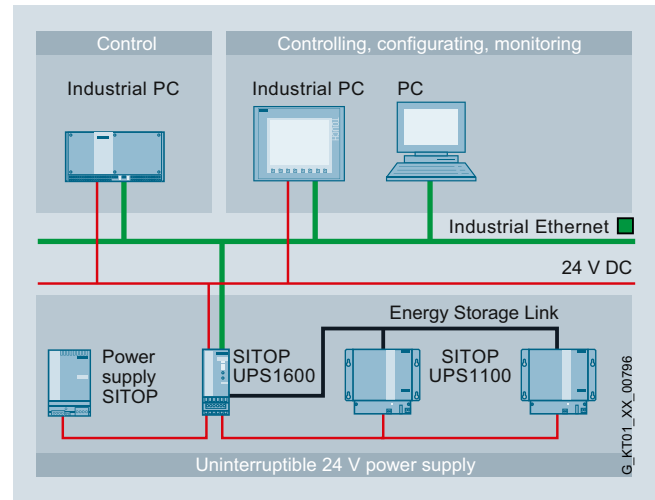 Control
Controlling, configurating, monitoring
Industrial PC
Industrial PC
PC
Industrial Ethernet
24 V DC
Energy Storage Link
Power
supply
SITOP
SITOP
UPS1600
SITOP
UPS1100
Uninterruptible 24 V power supply
G_KT01_XX_00796